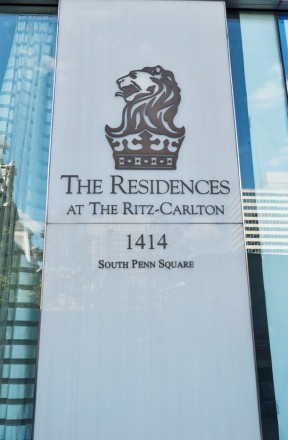 The Residences
at The Ritz-Carlton
1414
South Penn Square